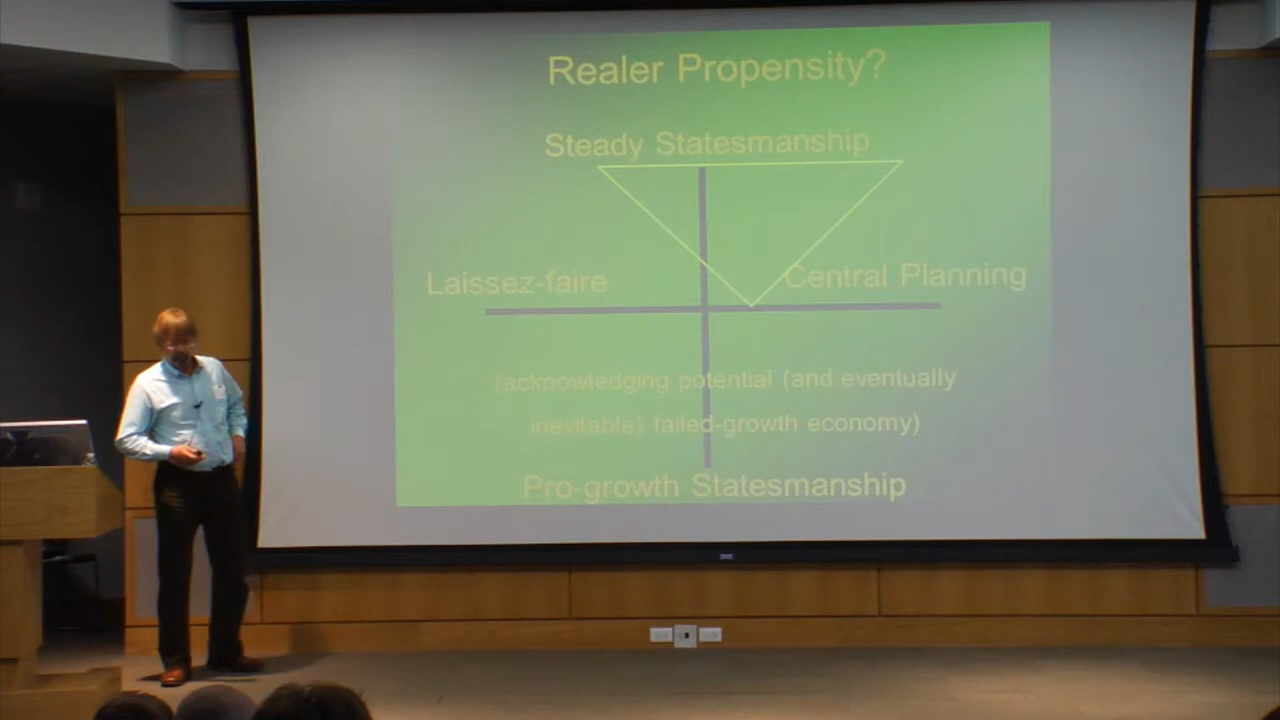 Realer Propensity?
Steady Statesmanship
Laissez-faire
Central Planning
(acknowledging potential (and eventually
inevitable) failed-growth economy)
Pro-growth Statesmanship